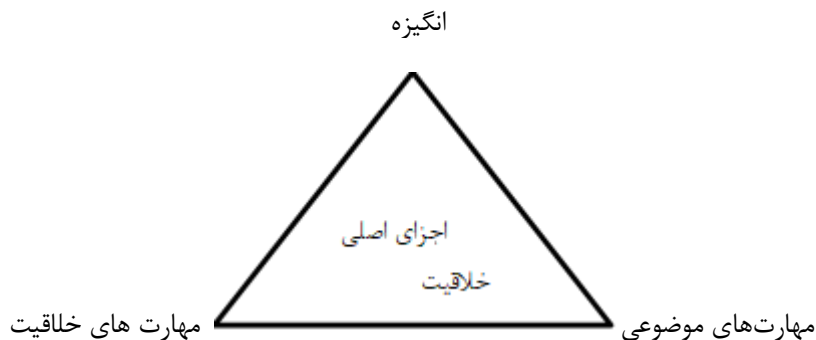 انگیزه
اجزای اصلی
خلاقیت
مهارت‌های موضوعی
مهارت های خلاقیت